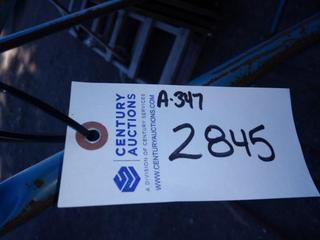 CENTURY
AUCTIONS
A DIVISION OF CENTURY SERVICES
WWW.CENTURYAUCTIONS.COM
A-347
2845